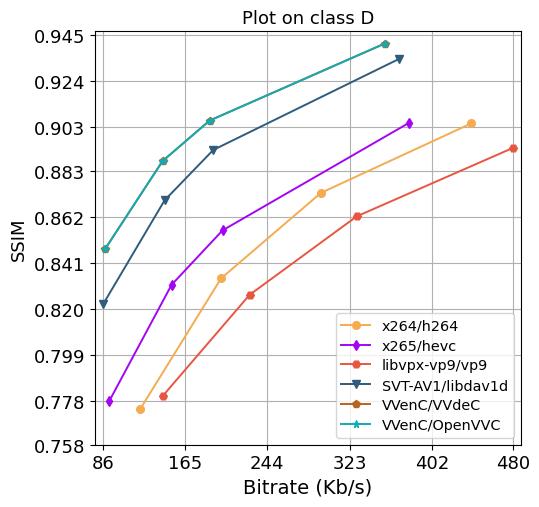 Plot on class D
SSIM
0.945
0.924
0.903
0.883
0.862
0.841
0.820
0.799
0.778
0.758
x264/h264
x265/hevc
libvpx-vp9/vp9
SVT-AV1/libdav1d
VVenC/VVdeC
VVenC/OpenVVC
86 165 244 323 402 480
Bitrate (Kb/s)